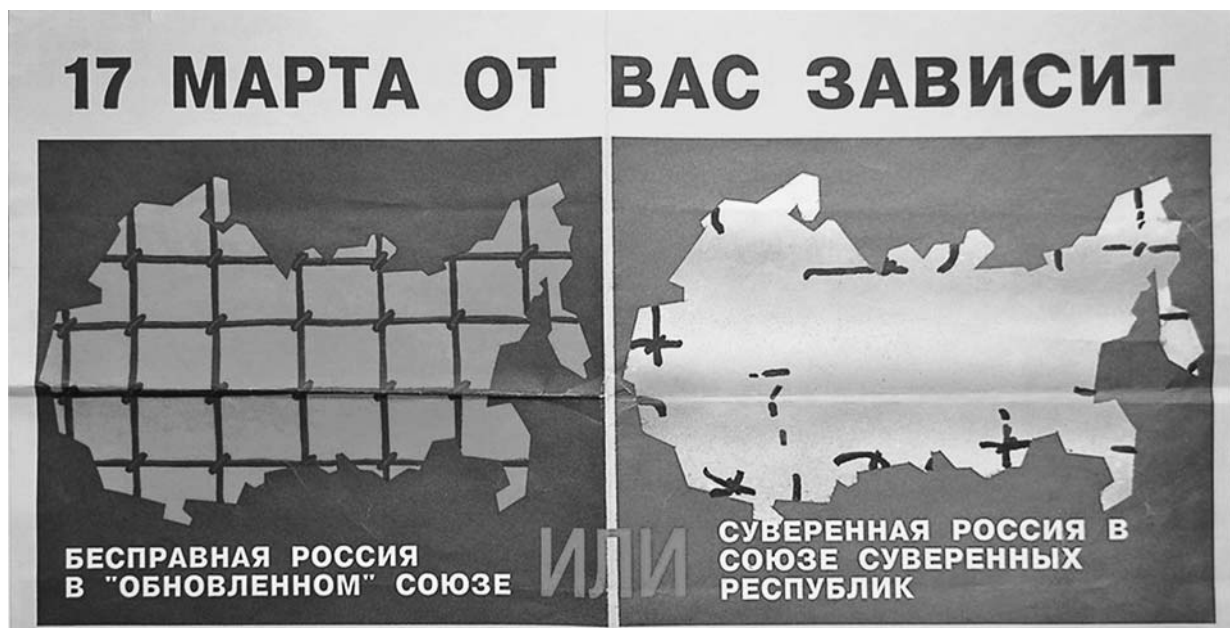 17 МАРТА ОТ ВАС ЗАВИСИТ
БЕСПРАВНАЯ РОССИЯ
В "ОБНОВЛЕННОМ" СОЮЗЕ
ИЛИ
СУВЕРЕННАЯ РОССИЯ В
СОЮЗЕ СУВЕРЕННЫХ
РЕСПУБЛИК